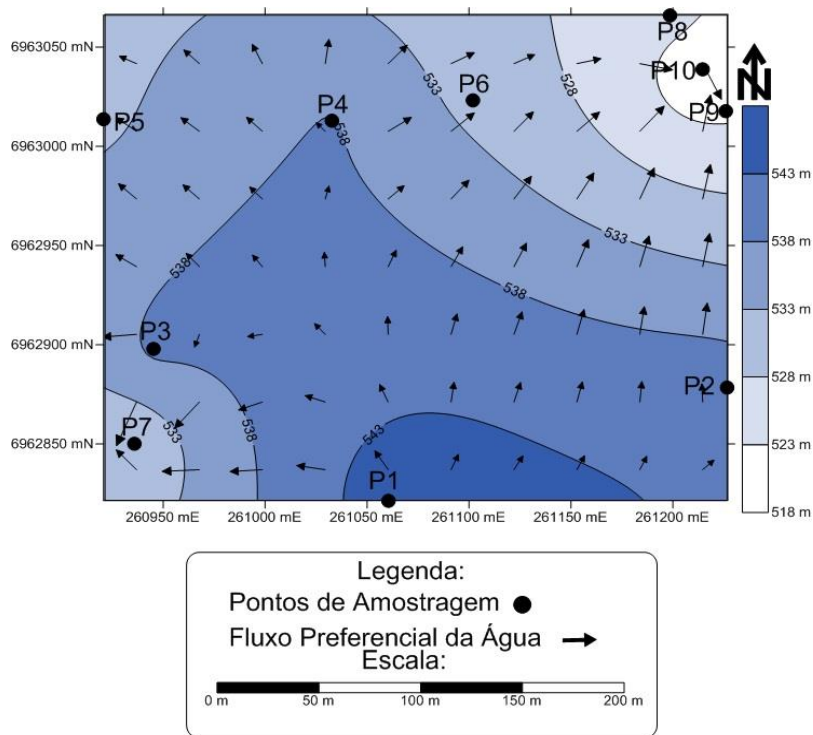 6963050 mN
6963000 mN
6962950 mN
6962900 mN
6962850 mN
P8
P10
P9
P6
P4
P5
P3
P2
P7
P1
533
528
538
533
538
538
533
538
543
N
543 m
538 m
533 m
528 m
523 m
518 m
260950 mE
261000 mE
261050 mE
261100 mE
261150 mE
261200 mE
Legenda:
Pontos de Amostragem
Fluxo Preferencial da Água
Escala:
0 m
50 m
100 m
150 m
200 m